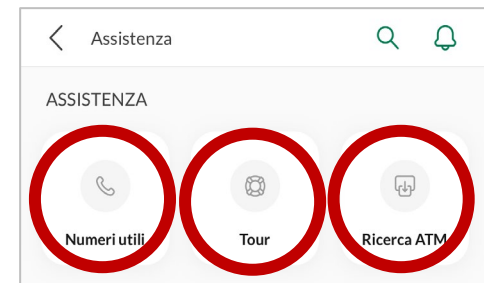 Assistenza
ASSISTENZA
Numeri utili
Tour
Ricerca ATM